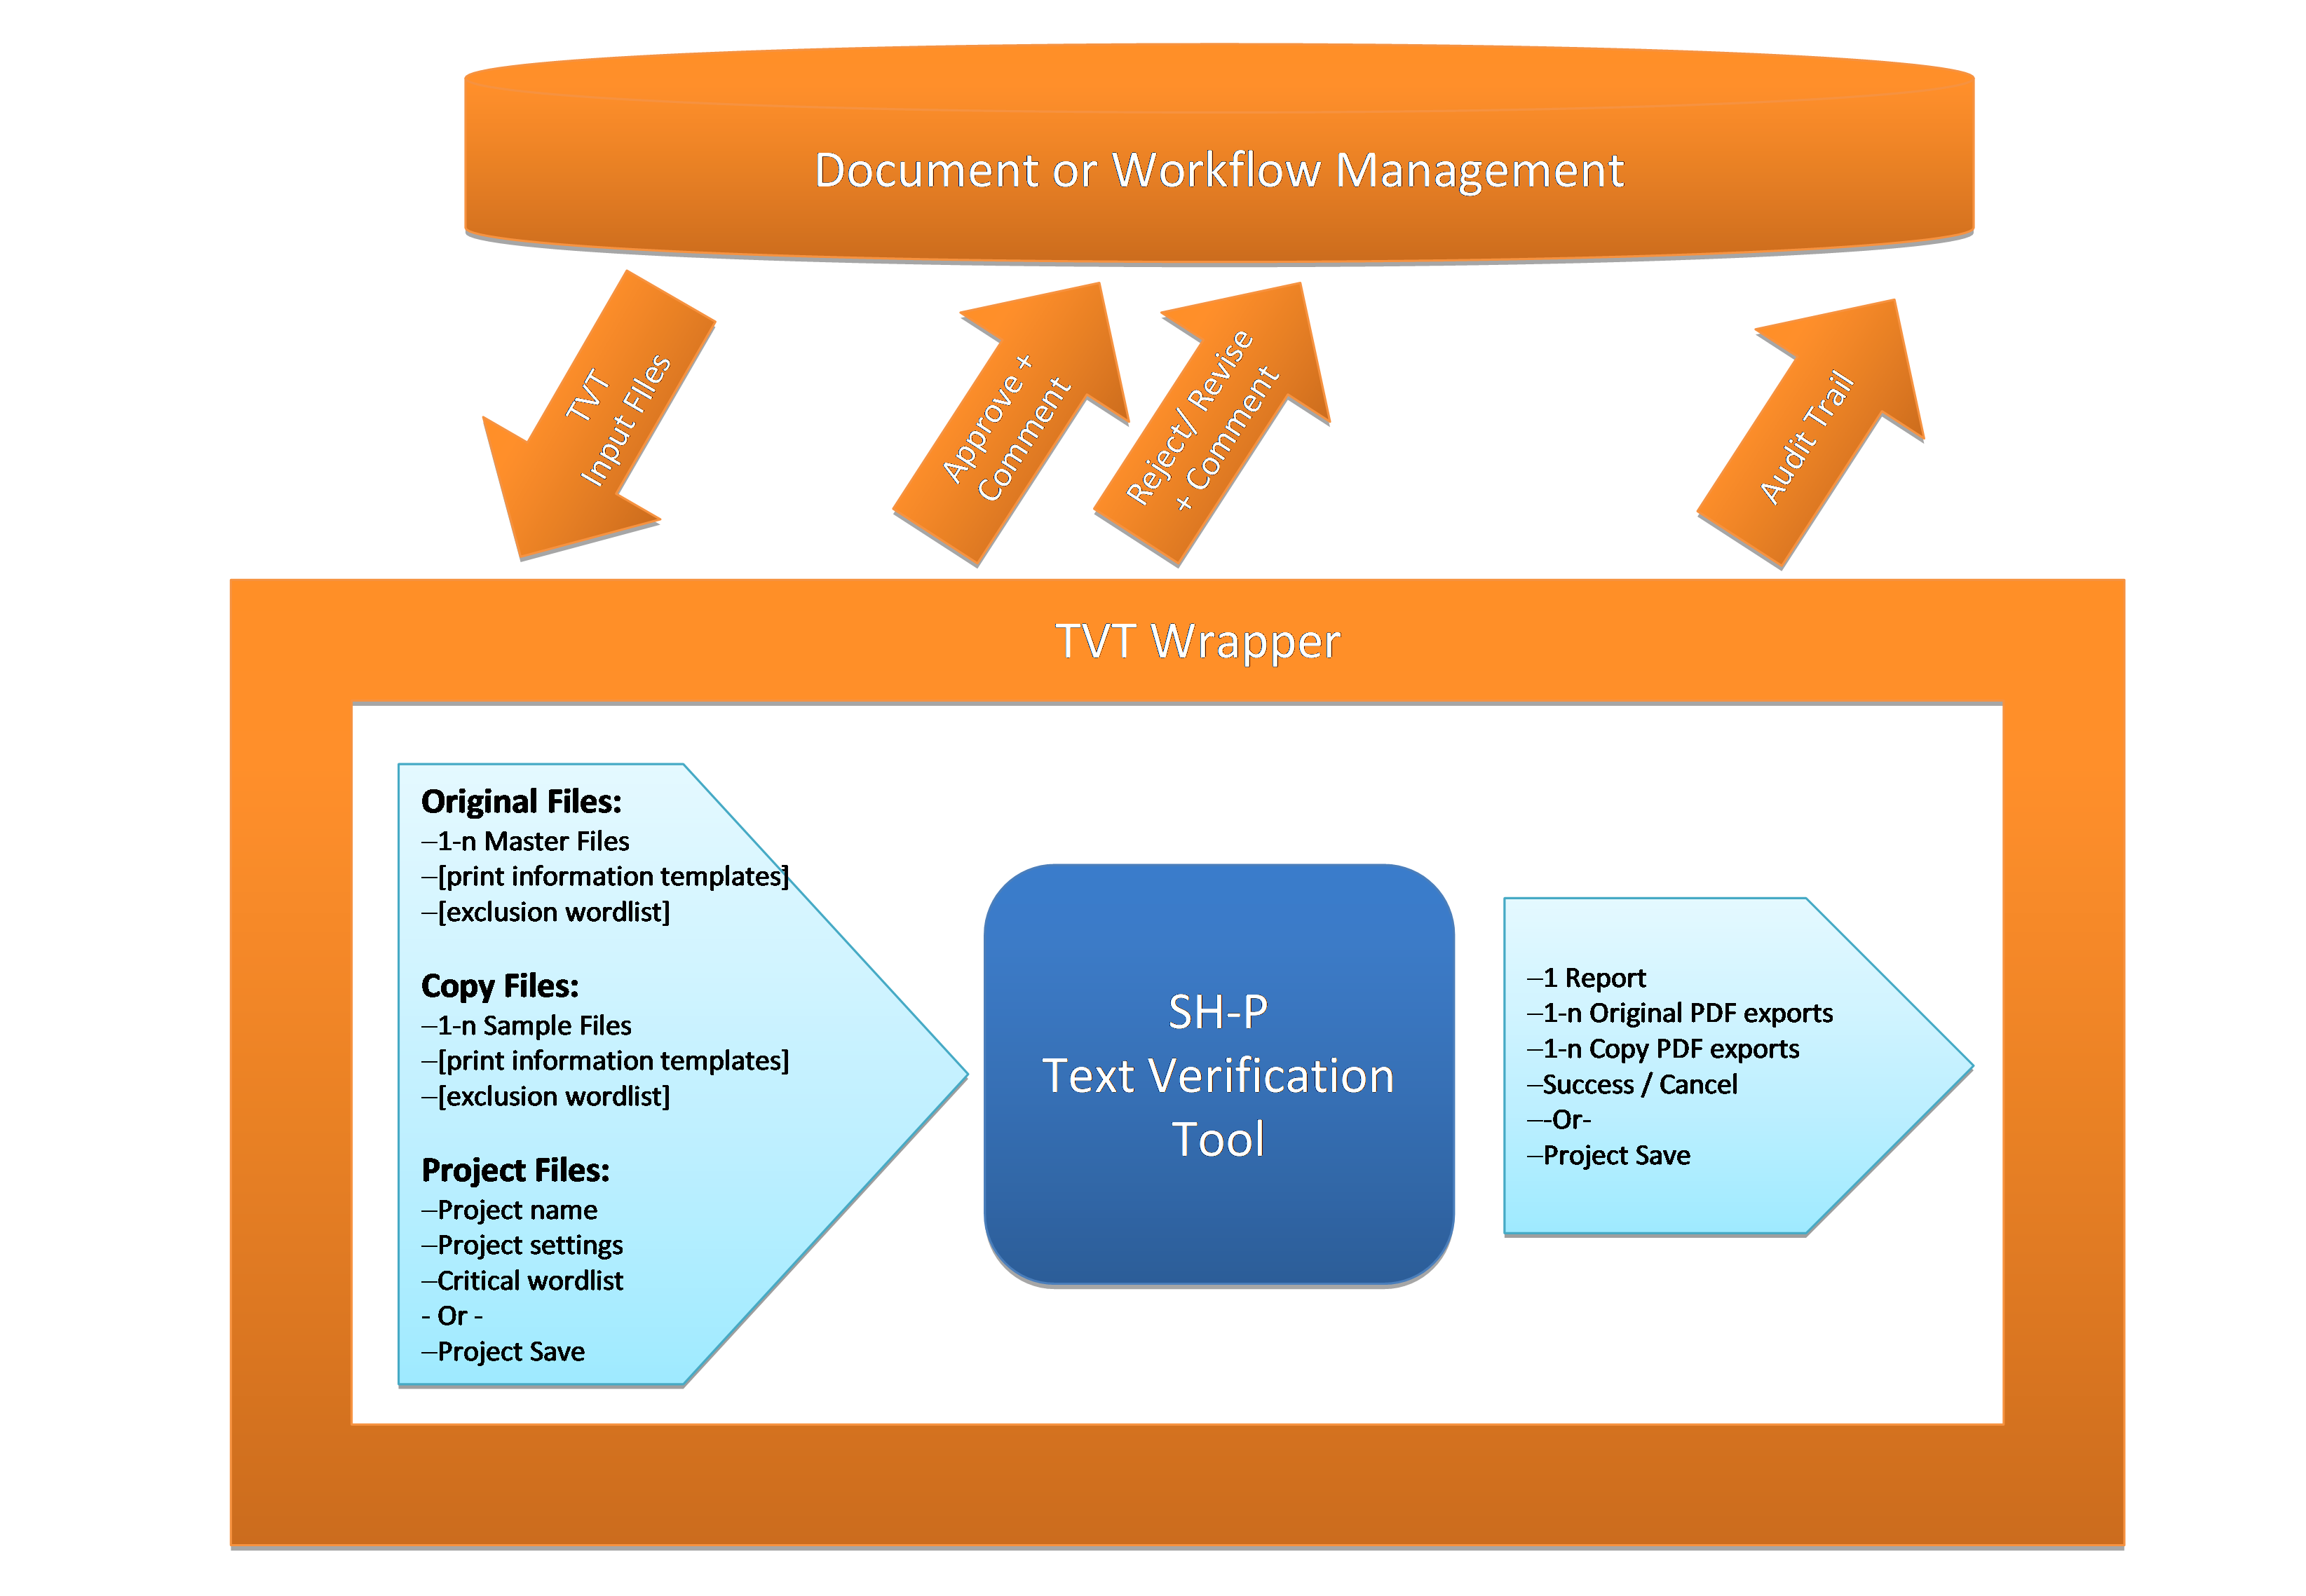 Document or Workflow Management
TVT
Input Files
Approve +
Comment
Reject/ Revise
+ Comment
Audit Trail
TVT Wrapper
Original Files:
–1-n Master Files
–[print information templates]
–[exclusion wordlist]
Copy Files:
–1-n Sample Files
–[print information templates]
–[exclusion wordlist]
Project Files:
–Project name
–Project settings
–Critical wordlist
- Or -
–Project Save
SH-P
Text Verification
Tool
–1 Report
–1-n Original PDF exports
–1-n Copy PDF exports
–Success / Cancel
–-Or-
–Project Save